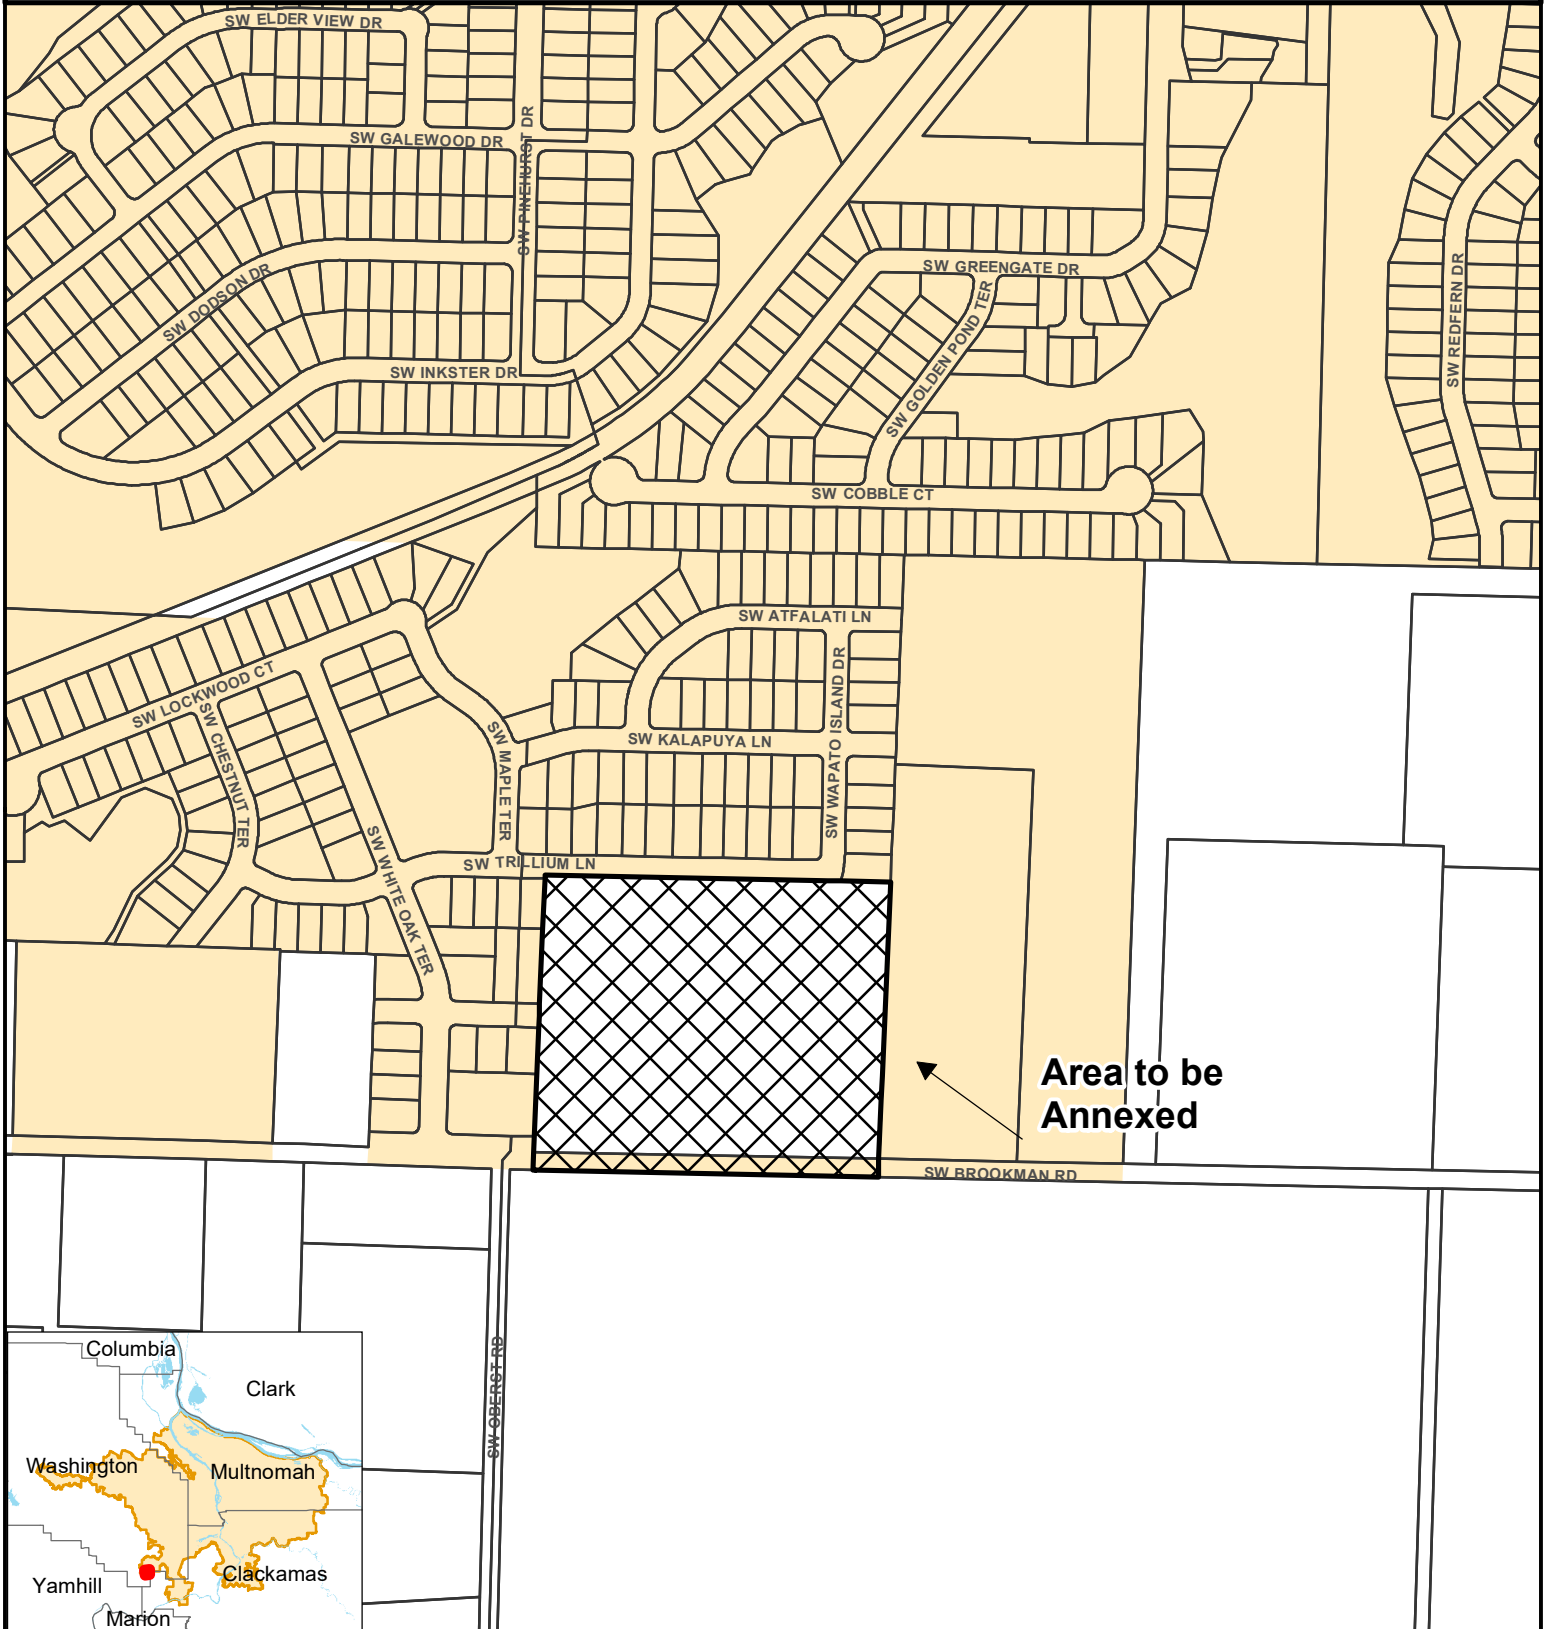 SW ELDER VIEW DR
SW GALEWOOD DR
SW PINEHURST DR
SW DODSON DR
SW INKSTER DR
SW GREENGATE DR
SW GOLDEN POND TER
SW REDFERN DR
SW COBBLE CT
SW ATFALATI LN
SW LOCKWOOD CT
SW CHESTNUT TER
SW MAPLE TER
SW KALAPUYA LN
SW WAPATO ISLAND DR
SW WHITE OAK TER
SW TRILLIUM LN
Area to be
Annexed
SW BROOKMAN RD
SW OBERST RD
Columbia
Clark
Washington
Multnomah
Yamhill
Clackamas
Marion